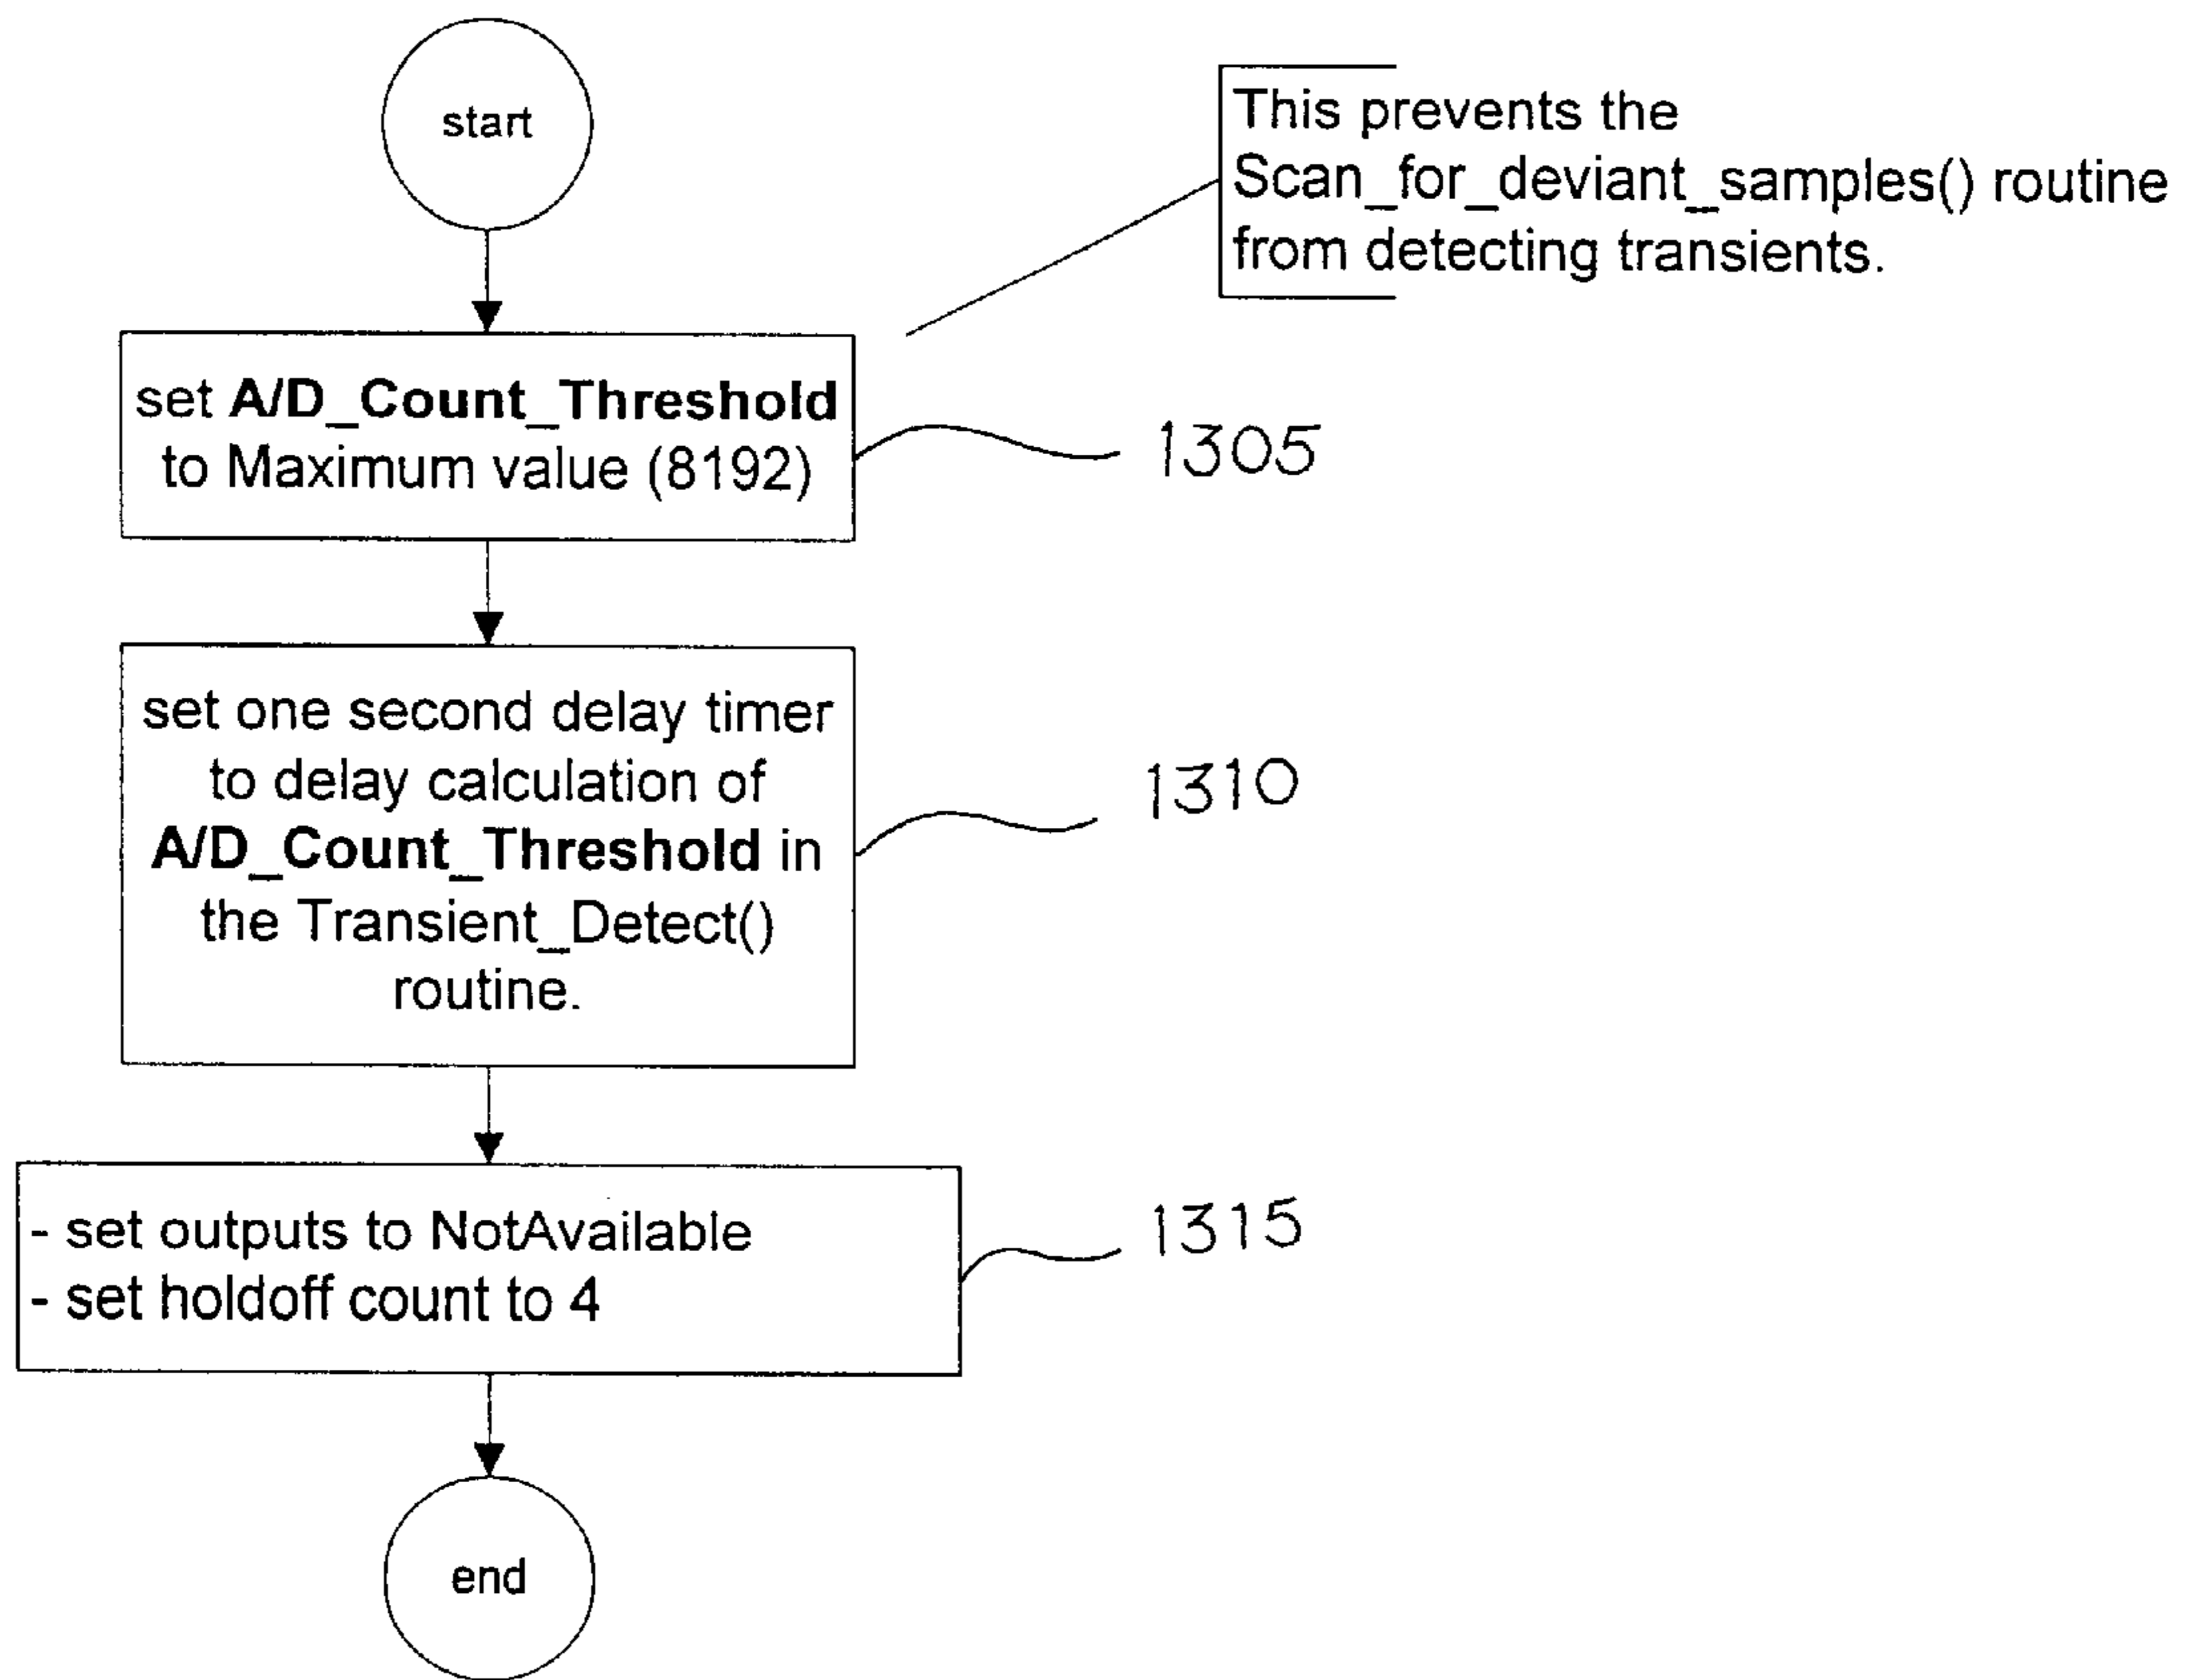 start
This prevents the
Scan_for_deviant_samples() routine
from detecting transients.
set A/D_Count_Threshold
to Maximum value (8192)
1305
set one second delay timer
to delay calculation of
A/D_Count_Threshold in
the Transient_Detect()
routine.
1310
- set outputs to NotAvailable
- set holdoff count to 4
1315
end